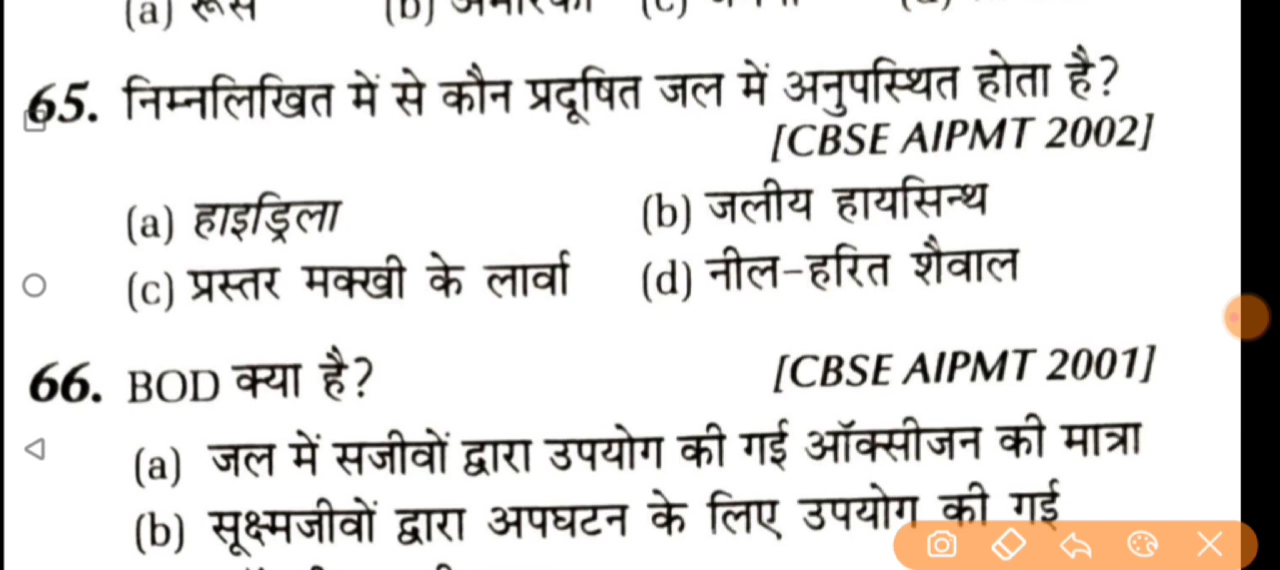 (a) रूस (b) अमेरिका (c)
65. निम्नलिखित में से कौन प्रदूषित जल में अनुपस्थित होता है?
[CBSE AIPMT 2002]
(a) हाइड्रिला (b) जलीय हायसिन्थ
(c) प्रस्तर मक्खी के लार्वा (d) नील-हरित शैवाल
66. BOD क्या है? [CBSE AIPMT 2001]
(a) जल में सजीवों द्वारा उपयोग की गई ऑक्सीजन की मात्रा
(b) सूक्ष्मजीवों द्वारा अपघटन के लिए उपयोग की गई